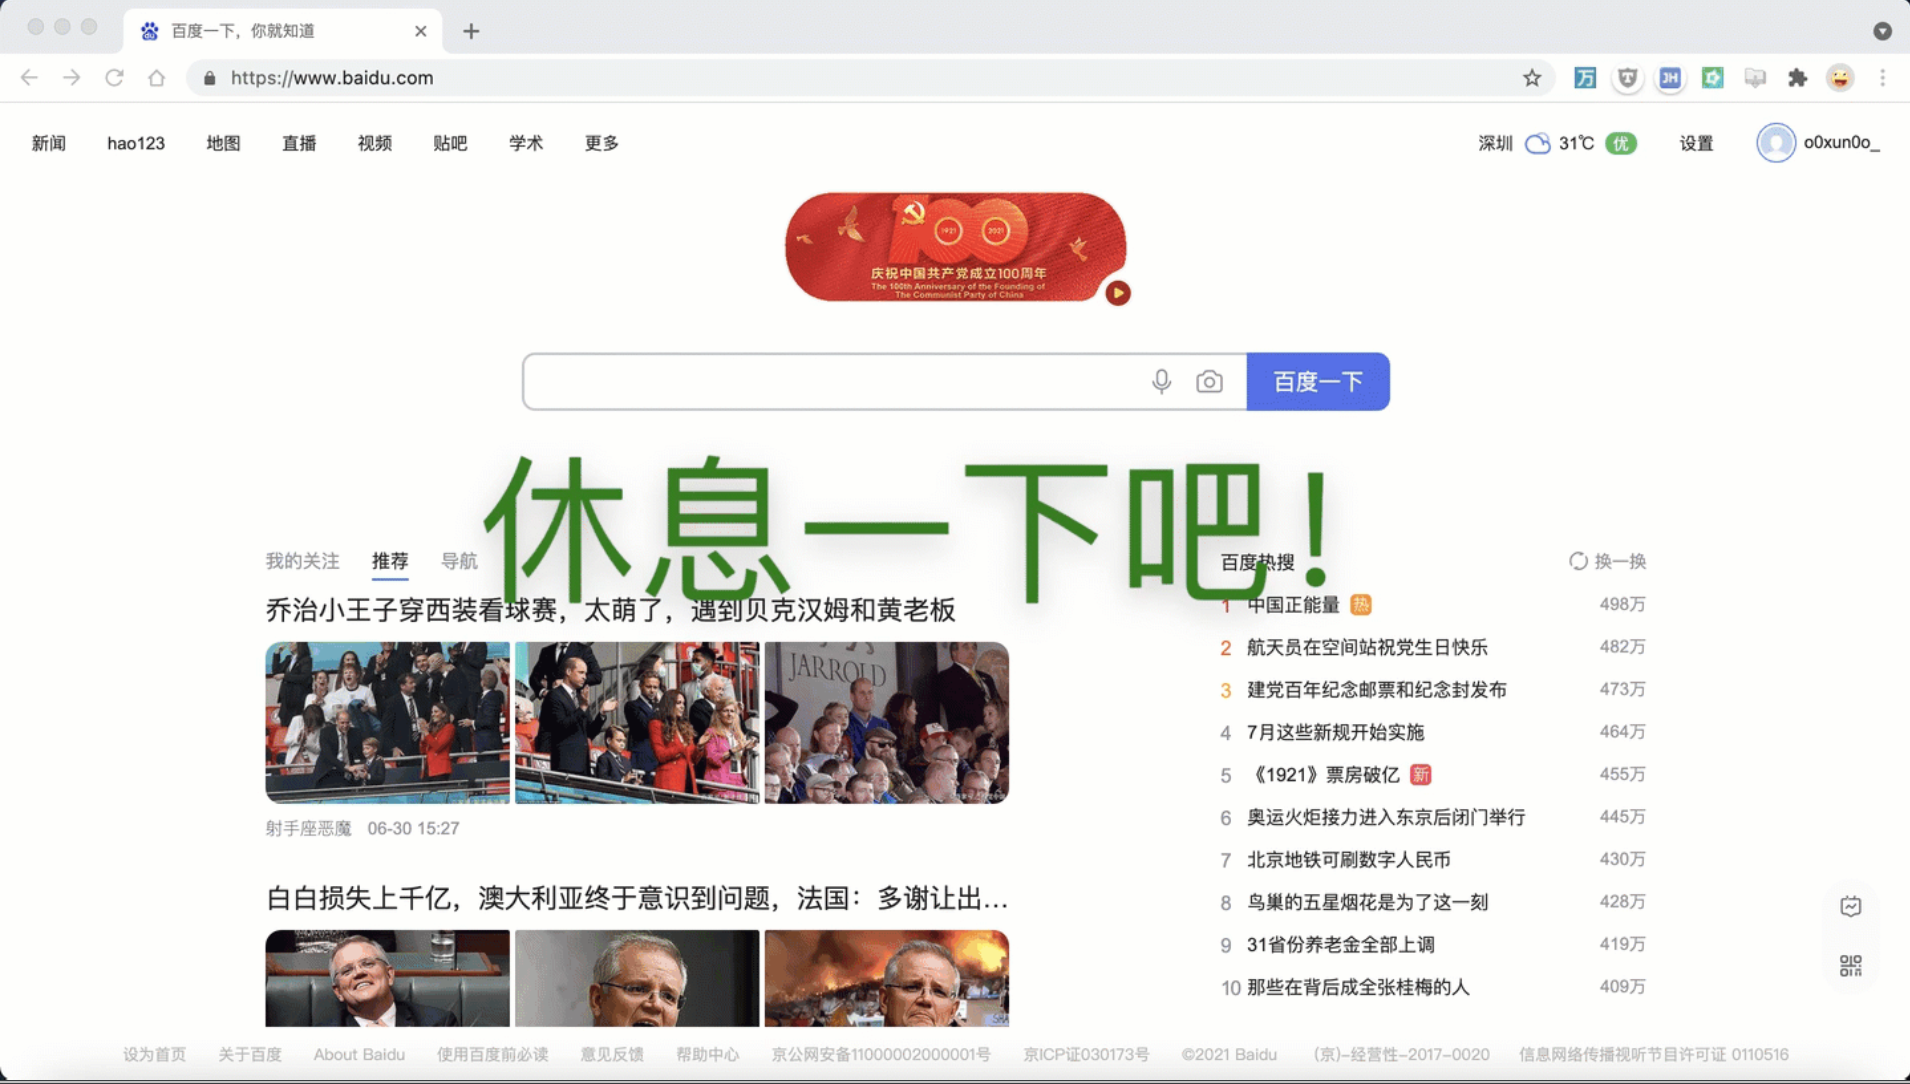 百度一下，你就知道
https://www.baidu.com
万
JH
新闻 hao123 地图 直播 视频 贴吧 学术 更多
深圳 31℃ 优 设置 o0xun0o_
100
1921 2021
庆祝中国共产党成立100周年
The 100th Anniversary of the Founding of
The Communist Party of China
百度一下
休息一下吧！
我的关注 推荐 导航
乔治小王子穿西装看球赛，太萌了，遇到贝克汉姆和黄老板
JARROLD
射手座恶魔 06-30 15:27
白白损失上千亿，澳大利亚终于意识到问题，法国：多谢让出...
百度热搜 换一换
1 中国正能量 热 498万
2 航天员在空间站祝党生日快乐 482万
3 建党百年纪念邮票和纪念封发布 473万
4 7月这些新规开始实施 464万
5 《1921》票房破亿 新 455万
6 奥运火炬接力进入东京后闭门举行 445万
7 北京地铁可刷数字人民币 430万
8 鸟巢的五星烟花是为了这一刻 428万
9 31省份养老金全部上调 419万
10 那些在背后成全张桂梅的人 409万
设为首页 关于百度 About Baidu 使用百度前必读 意见反馈 帮助中心 京公网安备11000002000001号 京ICP证030173号 ©2021 Baidu (京)-经营性-2017-0020 信息网络传播视听节目许可证 0110516